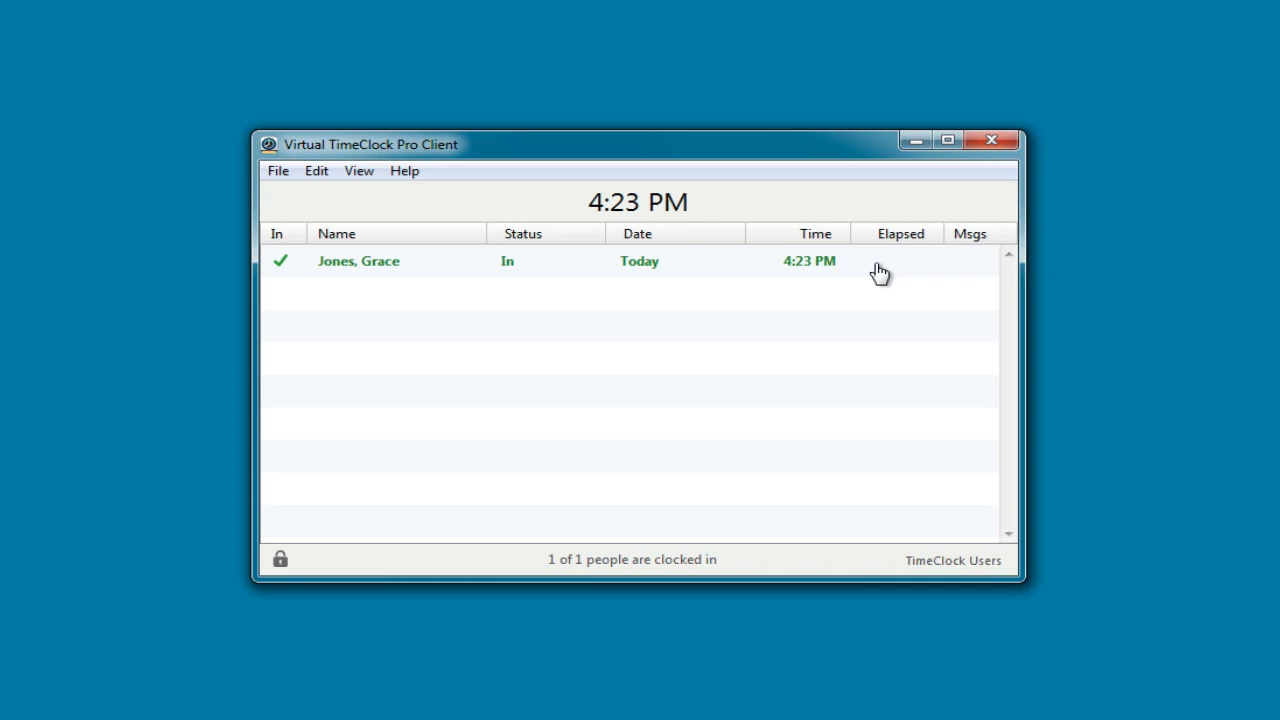 Virtual TimeClock Pro Client
File Edit View Help
4:23 PM
In Name Status Date Time Elapsed Msgs
Jones, Grace In Today 4:23 PM
1 of 1 people are clocked in TimeClock Users